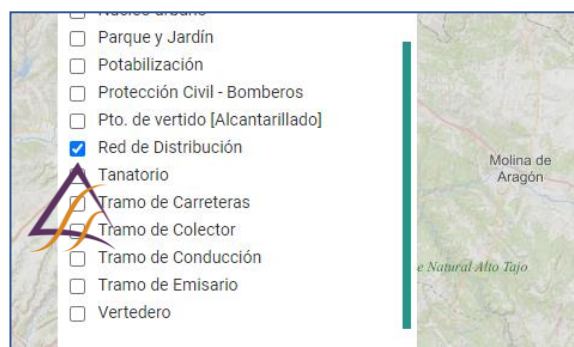 Parque y Jardín
Potabilización
Protección Civil - Bomberos
Pto. de vertido [Alcantarillado]
Red de Distribución
Tanatorio
Tramo de Carreteras
Tramo de Colector
Tramo de Conducción
Tramo de Emisario
Vertedero
Molina de
Aragón
e Natural Alto Tajo